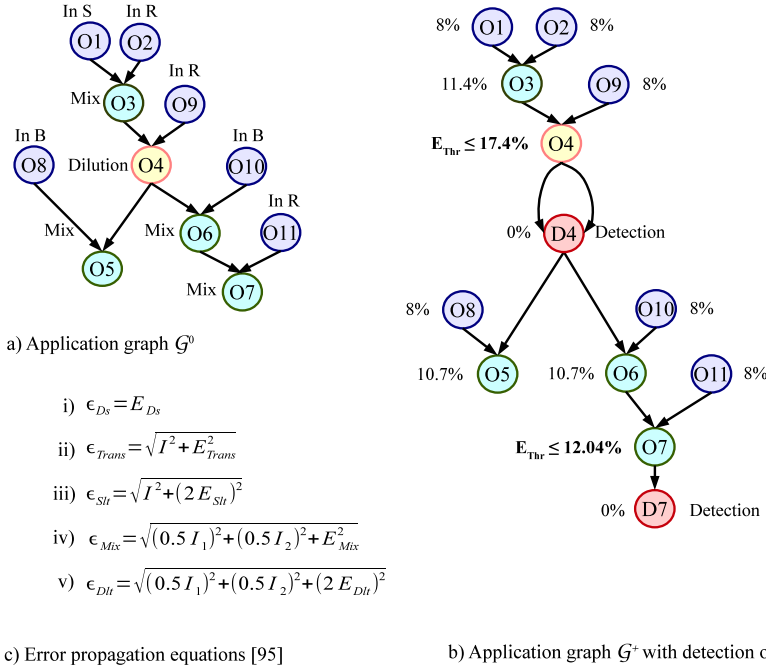 In S In R
O1 O2
In R
Mix O3 O9
In B In B
O8 Dilution O4 O10
In R
Mix Mix O6 O11
O5
Mix O7
a) Application graph 𝒢⁰
i) ϵ_Ds = E_Ds
ii) ϵ_Trans = √(I² + E²_Trans)
iii) ϵ_Slt = √(I² + (2 E_Slt)²)
iv) ϵ_Mix = √((0.5 I₁)² + (0.5 I₂)² + E²_Mix)
v) ϵ_Dlt = √((0.5 I₁)² + (0.5 I₂)² + (2 E_Dlt)²)
c) Error propagation equations [95]
8% O1 O2 8%
11.4% O3 O9 8%
E_Thr ≤ 17.4% O4
0% D4 Detection
8% O8 O10 8%
10.7% O5 10.7% O6 O11 8%
E_Thr ≤ 12.04% O7
0% D7 Detection
b) Application graph 𝒢⁺ with detection o